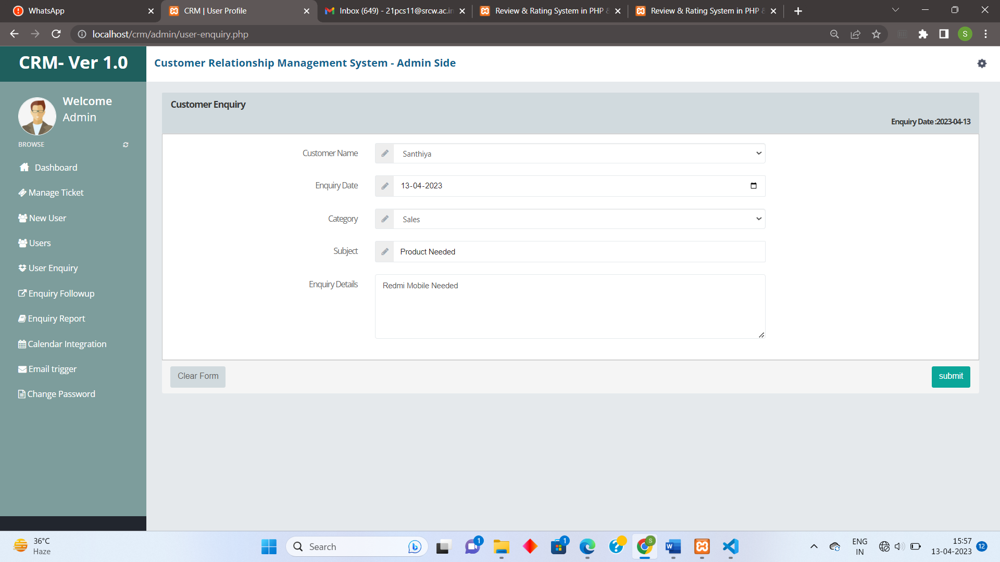 WhatsApp
CRM | User Profile
Inbox (649) - 21pcs11@srcw.ac.in
Review & Rating System in PHP &
Review & Rating System in PHP &
localhost/crm/admin/user-enquiry.php
S
CRM- Ver 1.0
Customer Relationship Management System - Admin Side
Welcome
Admin
BROWSE
Dashboard
Manage Ticket
New User
Users
User Enquiry
Enquiry Followup
Enquiry Report
Calendar Integration
Email trigger
Change Password
Customer Enquiry
Enquiry Date :2023-04-13
Customer Name
Santhiya
Enquiry Date
13-04-2023
Category
Sales
Subject
Product Needed
Enquiry Details
Redmi Mobile Needed
Clear Form
submit
36°C
Haze
Search
1
1
S
W
ENG
IN
15:57
13-04-2023
12